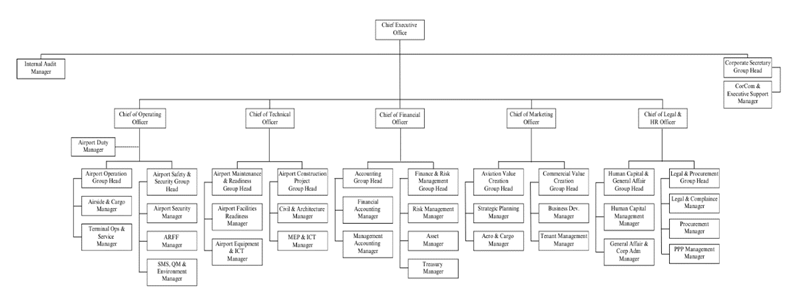 Chief Executive
Office
Internal Audit
Manager
Corporate Secretary
Group Head
CorCom &
Executive Support
Manager
Chief of Operating
Officer
Chief of Technical
Officer
Chief of Financial
Officer
Chief of Marketing
Officer
Chief of Legal &
HR Officer
Airport Duty
Manager
Airport Operation
Group Head
Airside & Cargo
Manager
Terminal Ops &
Service
Manager
Airport Safety &
Security Group
Head
Airport Security
Manager
ARFF
Manager
SMS, QM &
Environment
Manager
Airport Maintenance
& Readiness
Group Head
Airport Facilities
Readiness
Manager
Airport Equipment
& ICT
Manager
Airport Construction
Project
Group Head
Civil & Architecture
Manager
MEP & ICT
Manager
Accounting
Group Head
Financial
Accounting
Manager
Management
Accounting
Manager
Finance & Risk
Management
Group Head
Risk Management
Manager
Asset
Manager
Treasury
Manager
Aviation Value
Creation
Group Head
Strategic Planning
Manager
Aero & Cargo
Manager
Commercial Value
Creation
Group Head
Business Dev.
Manager
Tenant Management
Manager
Human Capital &
General Affair
Group Head
Human Capital
Management
Manager
General Affair &
Corp Adm
Manager
Legal & Procurement
Group Head
Legal & Complaince
Manager
Procurement
Manager
PPP Management
Manager